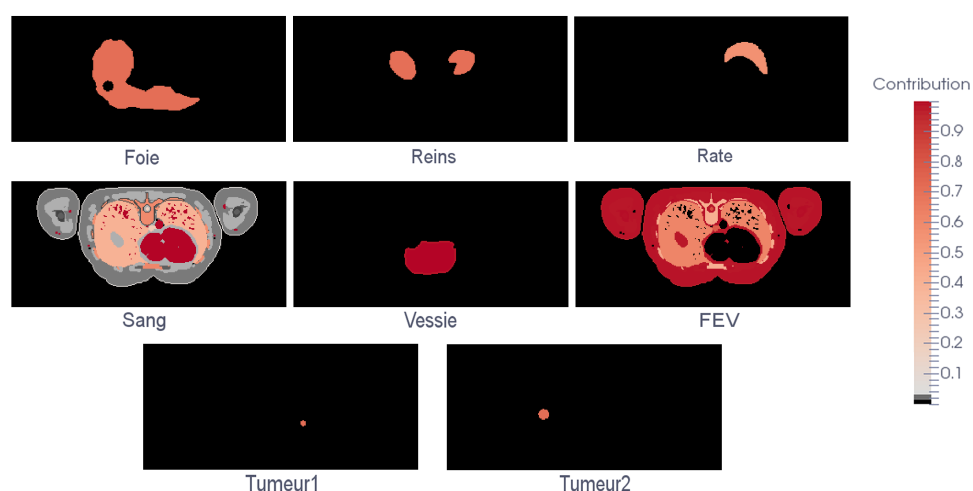 Contribution
Foie
Reins
Rate
0.9
0.8
0.7
0.6
0.5
0.4
0.3
0.2
0.1
Sang
Vessie
FEV
Tumeur1
Tumeur2